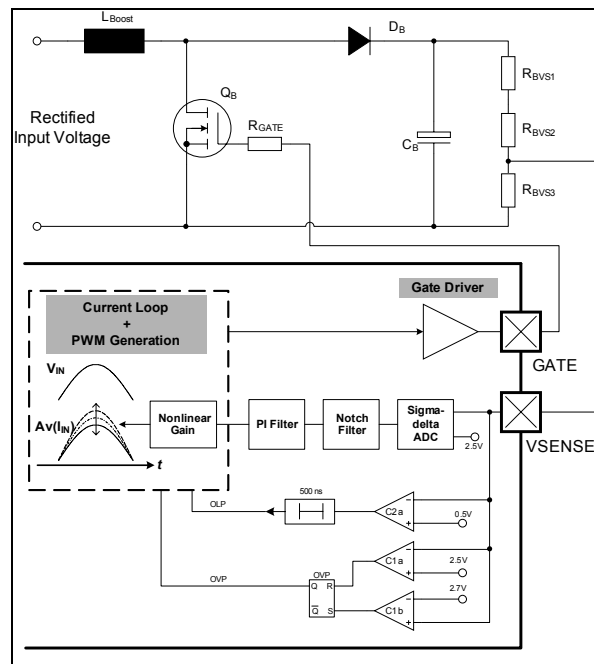 LBoost
DB
RBVS1
QB
Rectified
Input Voltage
RGATE
RBVS2
CB
RBVS3
Current Loop
+
PWM Generation
Gate Driver
GATE
VIN
Av(IIN)
t
Nonlinear
Gain
PI Filter
Notch
Filter
Sigma-
delta
ADC
2.5V
VSENSE
500 ns
OLP
C2a
0.5V
OVP
OVP
Q R
Q S
C1a
2.5V
2.7V
C1b